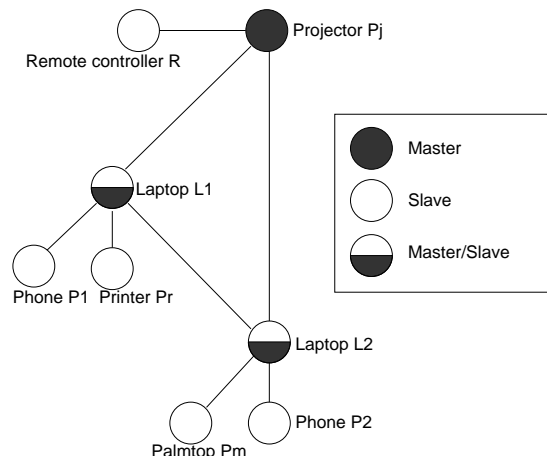 Projector Pj
Remote controller R
Master
Laptop L1
Slave
Master/Slave
Phone P1
Printer Pr
Laptop L2
Phone P2
Palmtop Pm